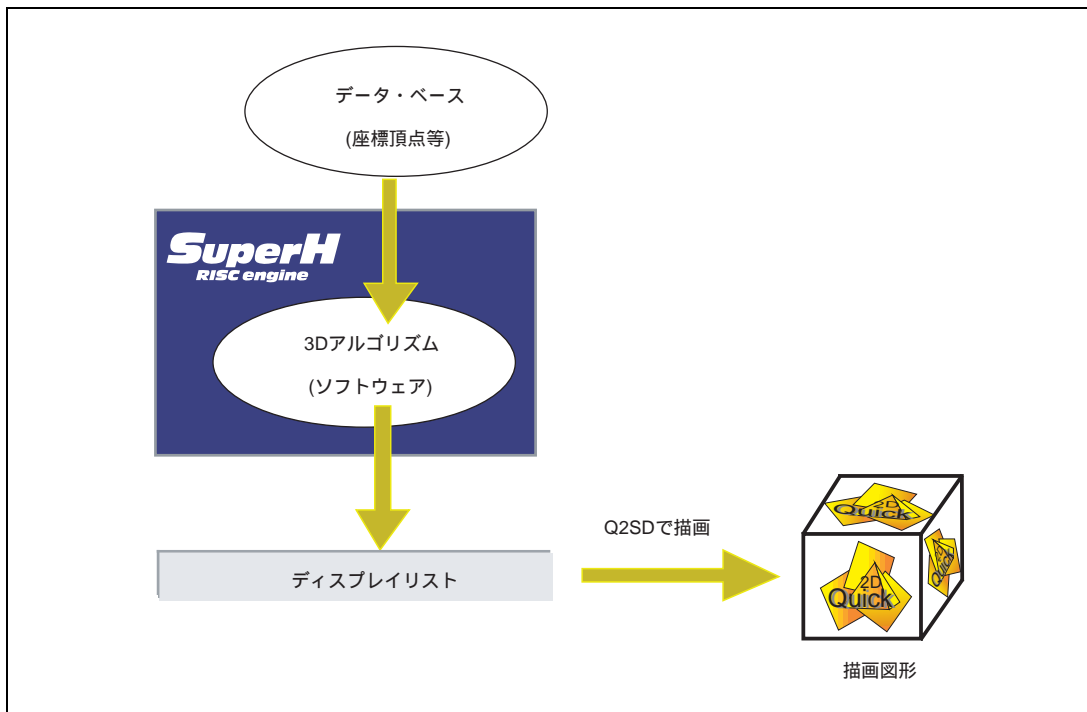 データ・ベース
(座標頂点等)
SuperH
RISC engine
3Dアルゴリズム
(ソフトウェア)
ディスプレイリスト
Q2SDで描画
2D
Quick
2D
Quick
2D
Quick
描画図形